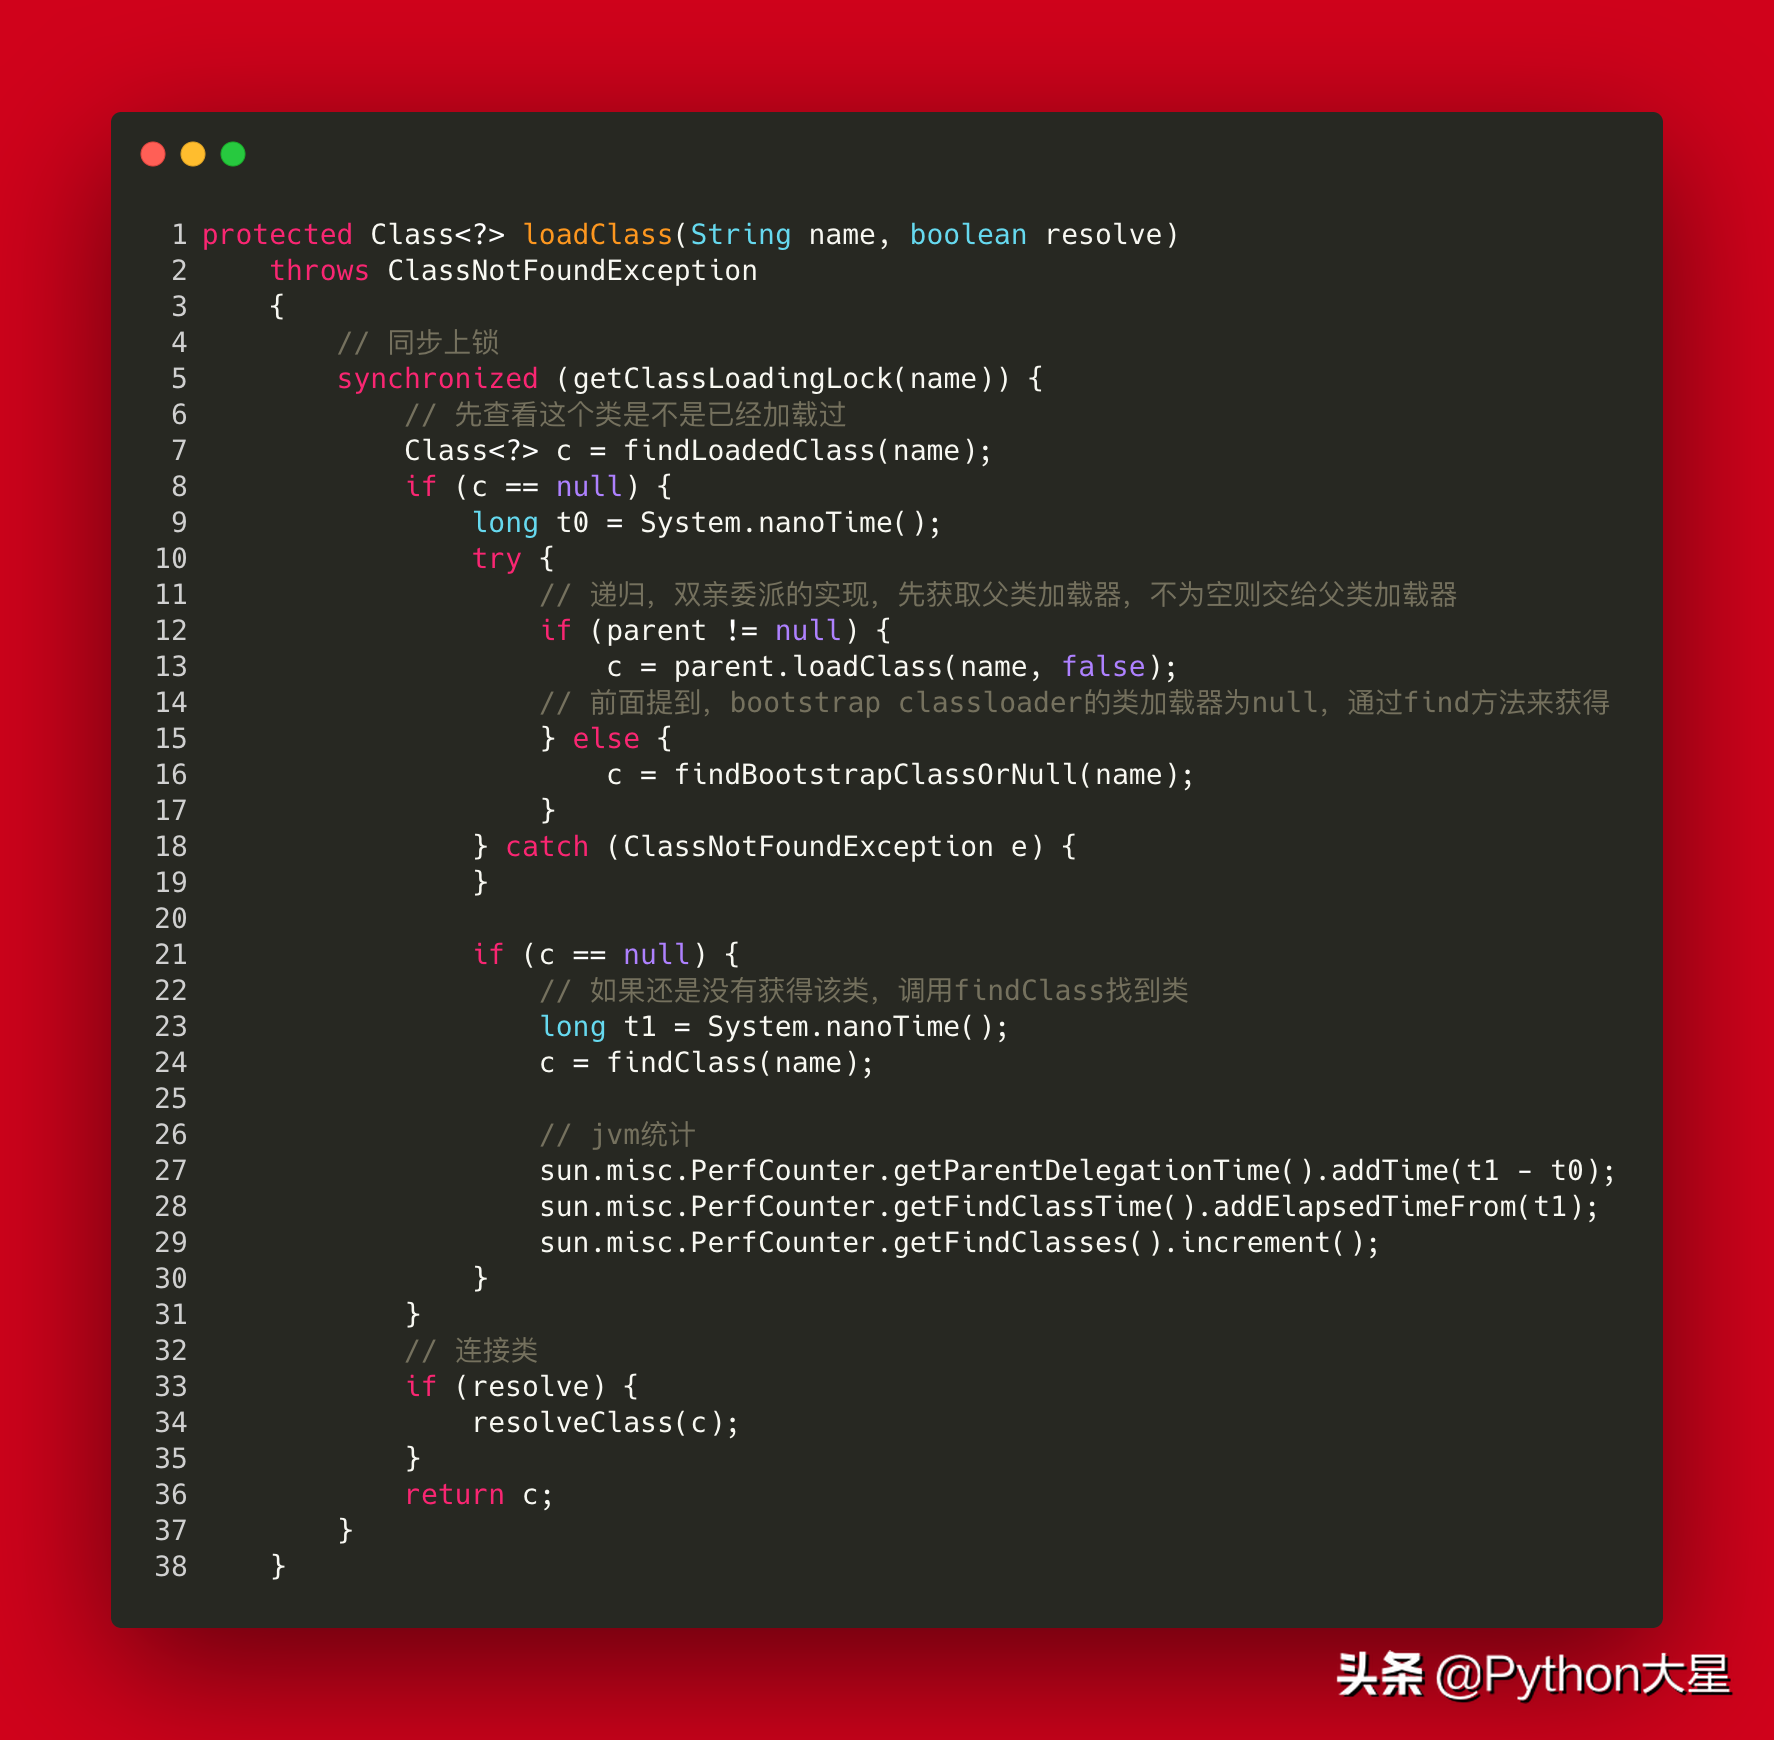 1 protected Class<?> loadClass(String name, boolean resolve)
2     throws ClassNotFoundException
3     {
4         // 同步上锁
5         synchronized (getClassLoadingLock(name)) {
6             // 先查看这个类是不是已经加载过
7             Class<?> c = findLoadedClass(name);
8             if (c == null) {
9                 long t0 = System.nanoTime();
10                 try {
11                     // 递归，双亲委派的实现，先获取父类加载器，不为空则交给父类加载器
12                     if (parent != null) {
13                         c = parent.loadClass(name, false);
14                     // 前面提到，bootstrap classloader的类加载器为null，通过find方法来获得
15                     } else {
16                         c = findBootstrapClassOrNull(name);
17                     }
18                 } catch (ClassNotFoundException e) {
19                 }
20
21                 if (c == null) {
22                     // 如果还是没有获得该类，调用findClass找到类
23                     long t1 = System.nanoTime();
24                     c = findClass(name);
25
26                     // jvm统计
27                     sun.misc.PerfCounter.getParentDelegationTime().addTime(t1 - t0);
28                     sun.misc.PerfCounter.getFindClassTime().addElapsedTimeFrom(t1);
29                     sun.misc.PerfCounter.getFindClasses().increment();
30                 }
31             }
32             // 连接类
33             if (resolve) {
34                 resolveClass(c);
35             }
36             return c;
37         }
38     }
头条 @Python大星